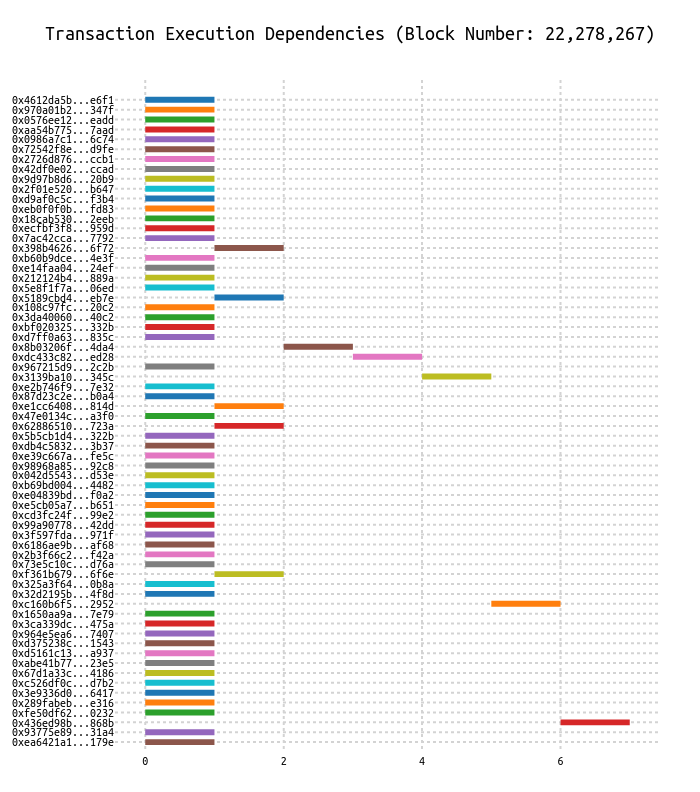 Transaction Execution Dependencies (Block Number: 22,278,267)
0x4612da5b...e6f1
0x970a01b2...347f
0x0576ee12...eadd
0xaa54b775...7aad
0x0986a7c1...6c74
0x72542f8e...d9fe
0x2726d876...ccb1
0x42df0e02...ccad
0x9d97b8d6...20b9
0x2f01e520...b647
0xd9af0c5c...f3b4
0xeb0f0f0b...fd83
0x18cab530...2eeb
0xecfbf3f8...959d
0x7ac42cca...7792
0x398b4626...6f72
0xb60b9dce...4e3f
0xe14faa04...24ef
0x212124b4...889a
0x5e8f1f7a...06ed
0x5189cbd4...eb7e
0x108c97fc...20c2
0x3da40060...40c2
0xbf020325...332b
0xd7ff0a63...835c
0x8b03206f...4da4
0xdc433c82...ed28
0x967215d9...2c2b
0x3139ba10...345c
0xe2b746f9...7e32
0x87d23c2e...b0a4
0xe1cc6408...814d
0x47e0134c...a3f0
0x62886510...723a
0x5b5cb1d4...322b
0xdb4c5832...3b37
0xe39c667a...fe5c
0x98968a85...92c8
0x042d5543...d53e
0xb69bd004...4482
0xe04839bd...f0a2
0xe5cb05a7...b651
0xcd3fc24f...99e2
0x99a90778...42dd
0x3f597fda...971f
0x6186ae9b...af68
0x2b3f66c2...f42a
0x73e5c10c...d76a
0xf361b679...6f6e
0x325a3f64...0b8a
0x32d2195b...4f8d
0xc160b6f5...2952
0x1650aa9a...7e79
0x3ca339dc...475a
0x964e5ea6...7407
0xd375238c...1543
0xd5161c13...a937
0xabe41b77...23e5
0x67d1a33c...4186
0xc526df0c...d7b2
0x3e9336d0...6417
0x289fabeb...e316
0xfe50df62...0232
0x436ed98b...868b
0x93775e89...31a4
0xea6421a1...179e
0 2 4 6